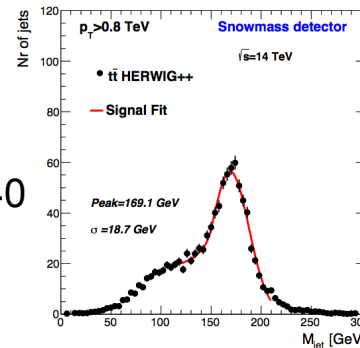 Nr of jets
120
100
80
60
40
20
0
p_T>0.8 TeV
Snowmass detector
√s=14 TeV
tt̄ HERWIG++
Signal Fit
Peak=169.1 GeV
σ =18.7 GeV
0 50 100 150 200 250
M_jet [GeV]